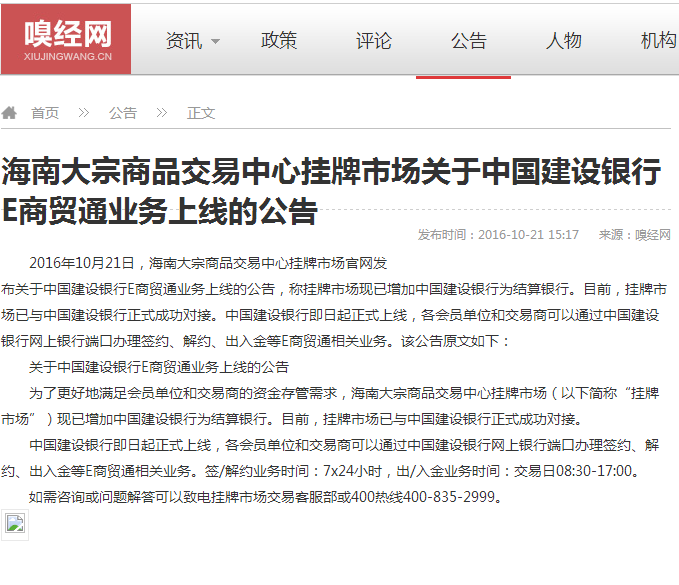 嗅经网
XIUJINGWANG.CN
资讯 政策 评论 公告 人物 机构
首页 公告 正文
海南大宗商品交易中心挂牌市场关于中国建设银行
E商贸通业务上线的公告
发布时间：2016-10-21 15:17 来源：嗅经网
2016年10月21日，海南大宗商品交易中心挂牌市场官网发
布关于中国建设银行E商贸通业务上线的公告，称挂牌市场现已增加中国建设银行为结算银行。目前，挂牌市
场已与中国建设银行正式成功对接。中国建设银行即日起正式上线，各会员单位和交易商可以通过中国建设
银行网上银行端口办理签约、解约、出入金等E商贸通相关业务。该公告原文如下：
关于中国建设银行E商贸通业务上线的公告
为了更好地满足会员单位和交易商的资金存管需求，海南大宗商品交易中心挂牌市场（以下简称“挂牌
市场”）现已增加中国建设银行为结算银行。目前，挂牌市场已与中国建设银行正式成功对接。
中国建设银行即日起正式上线，各会员单位和交易商可以通过中国建设银行网上银行端口办理签约、解
约、出入金等E商贸通相关业务。签/解约业务时间：7x24小时，出/入金业务时间：交易日08:30-17:00。
如需咨询或问题解答可以致电挂牌市场交易客服部或400热线400-835-2999。